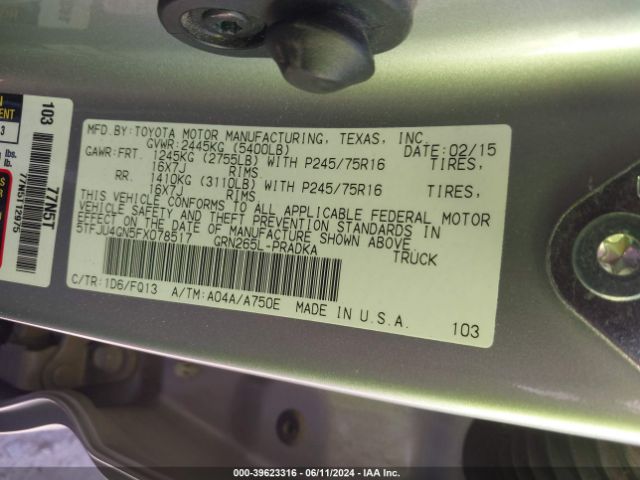 MFD.BY:TOYOTA MOTOR MANUFACTURING, TEXAS, INC.
GVWR:2445KG (5400LB) DATE:02/15
GAWR:FRT. 1245KG (2755LB) WITH P245/75R16 TIRES,
16X7J RIMS
RR. 1410KG (3110LB) WITH P245/75R16 TIRES,
16X7J RIMS
THIS VEHICLE CONFORMS TO ALL APPLICABLE FEDERAL MOTOR
VEHICLE SAFETY AND THEFT PREVENTION STANDARDS IN
EFFECT ON THE DATE OF MANUFACTURE SHOWN ABOVE.
5TFJU4GN5FX078517 GRN265L-PRADKA TRUCK
C/TR:1D6/FQ13 A/TM:A04A/A750E MADE IN U.S.A. 103
103
77N5T
77N5T12975
lbs.
000-39623316 - 06/11/2024 - IAA Inc.